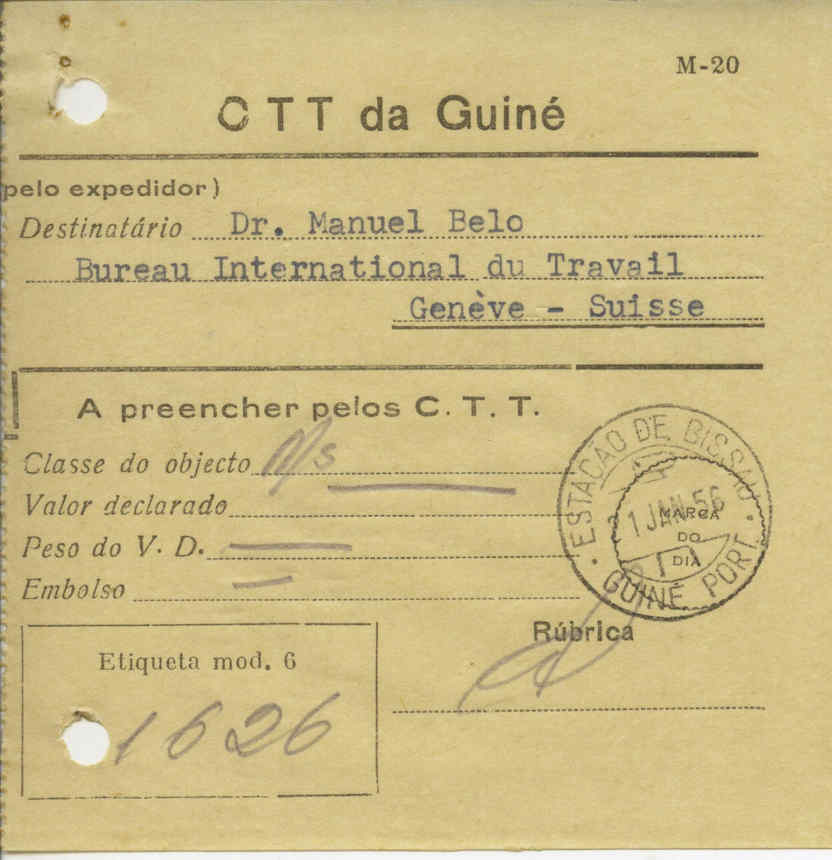 M-20
CTT da Guiné
pelo expedidor)
Destinatário Dr. Manuel Belo
Bureau International du Travail
Genève - Suisse
A preencher pelos C. T. T.
Classe do objecto
Valor declarado
Peso do V. D.
Embolso
ESTAÇÃO DE BISSAU
1 JAN 56
MARCA
DO
DIA
GUINÉ PORT.
Rúbrica
Etiqueta mod. 6
1626